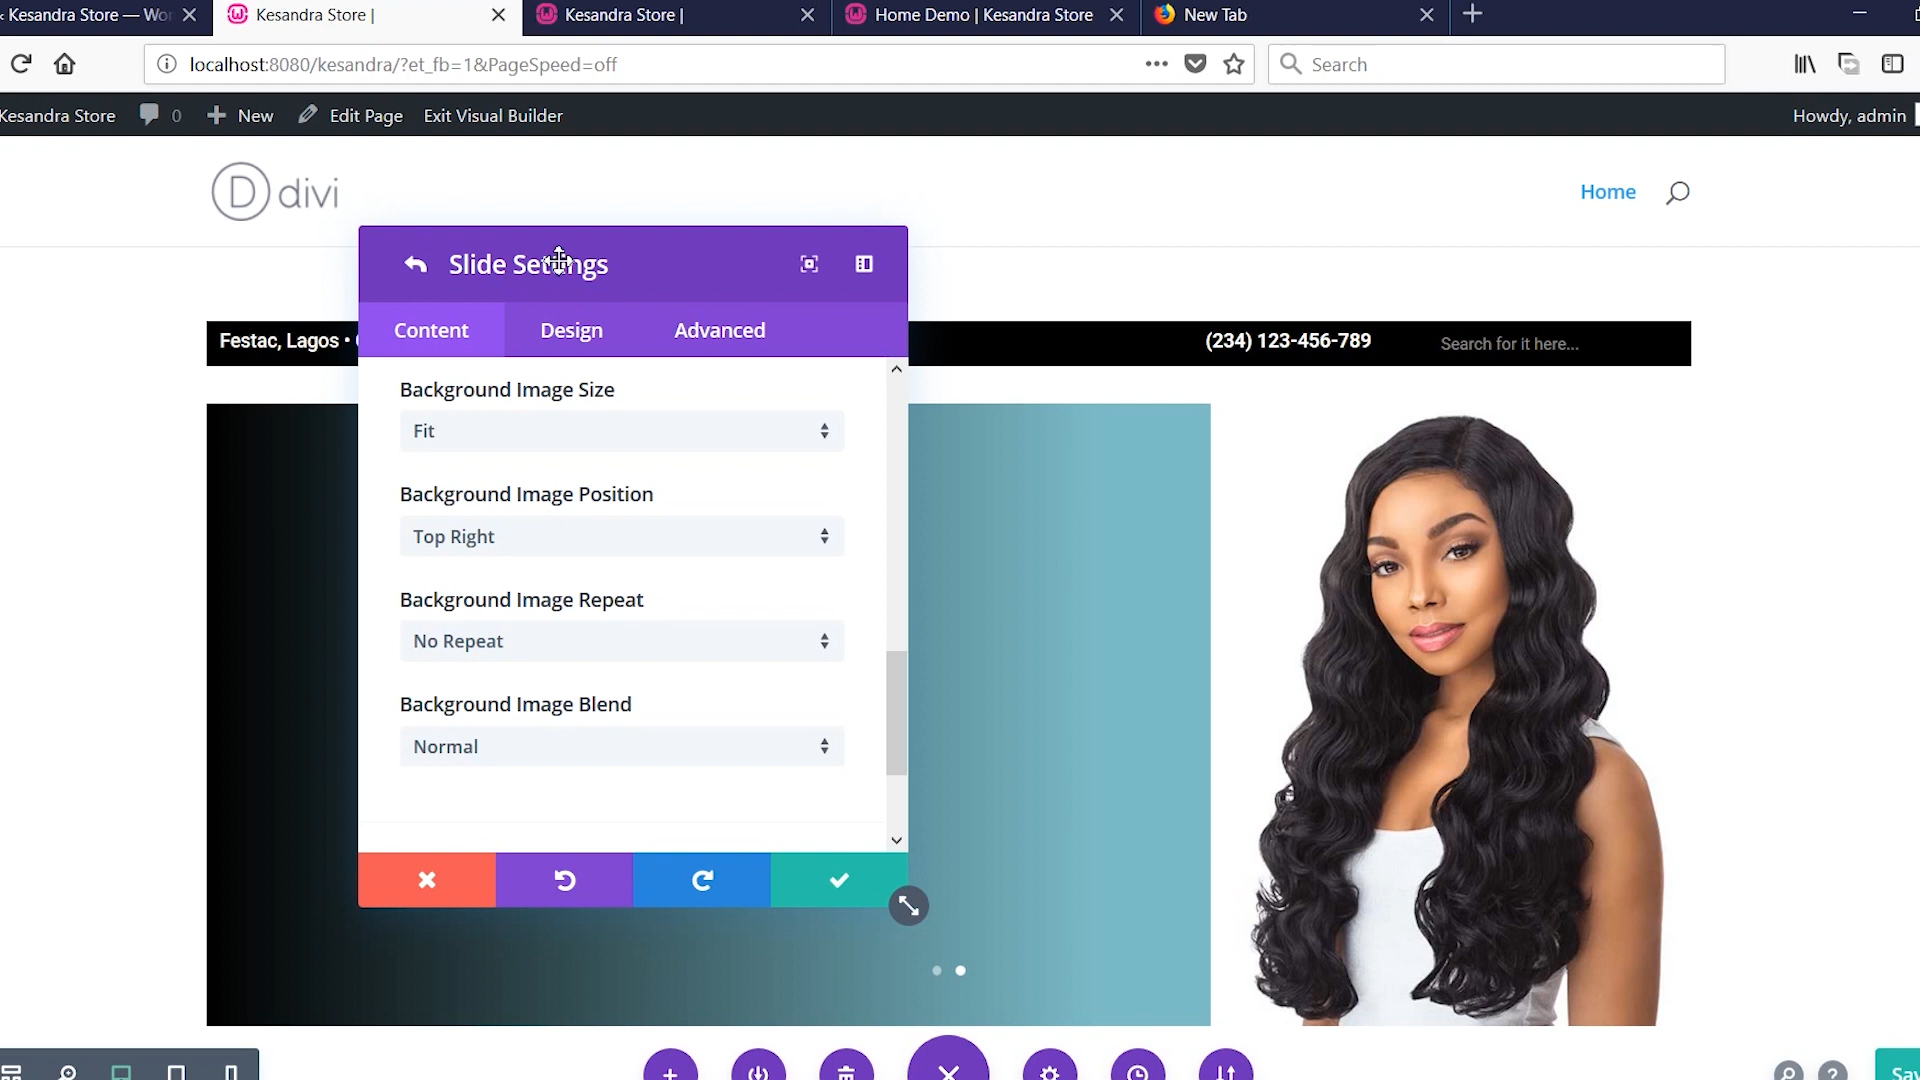 Kesandra Store — Wor
Kesandra Store |
Kesandra Store |
Home Demo | Kesandra Store
New Tab
localhost:8080/kesandra/?et_fb=1&PageSpeed=off
Search
Kesandra Store
0
New
Edit Page
Exit Visual Builder
Howdy, admin
D divi
Home
Slide Settings
Content
Design
Advanced
Festac, Lagos •
(234) 123-456-789
Search for it here...
Background Image Size
Fit
Background Image Position
Top Right
Background Image Repeat
No Repeat
Background Image Blend
Normal
Sav